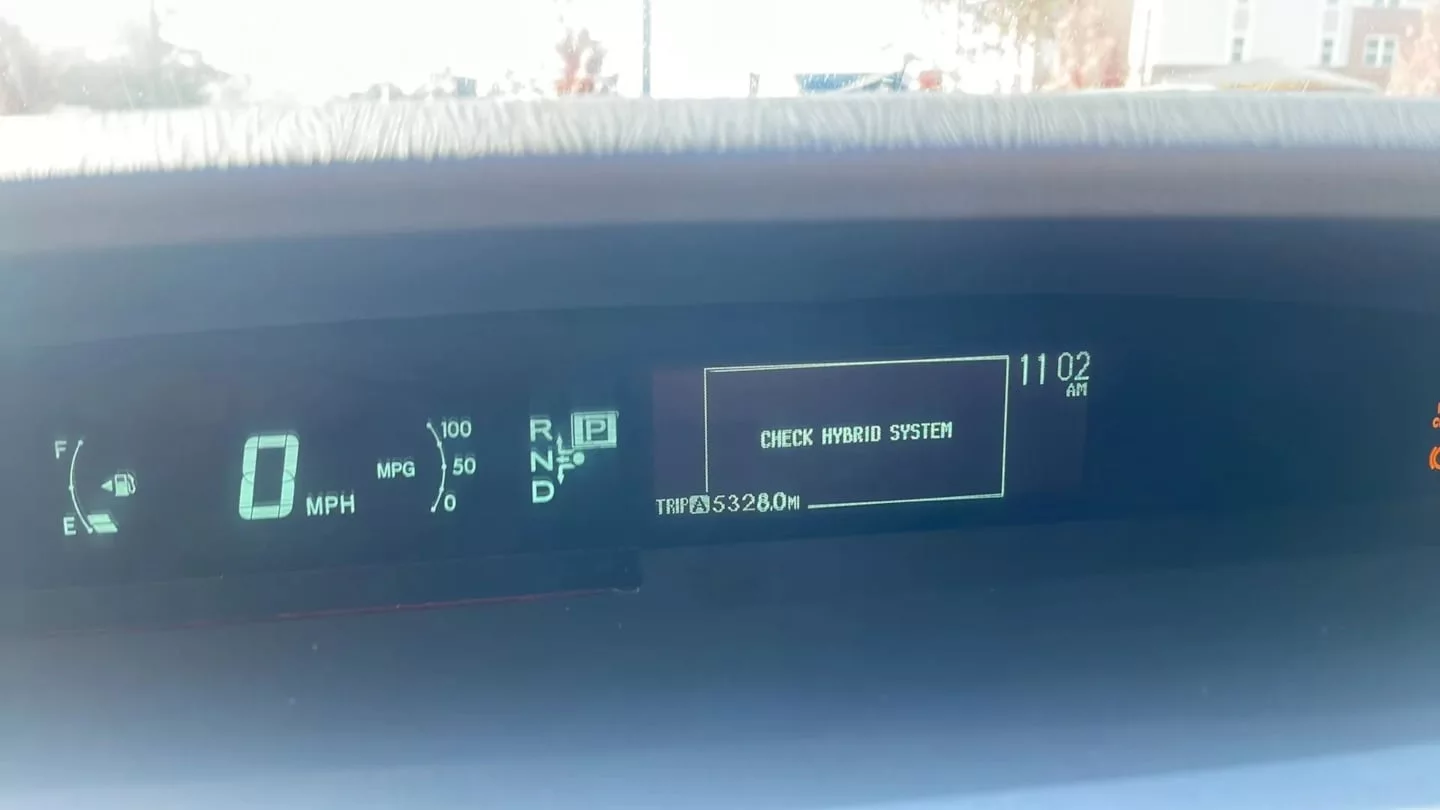 F
E
0 MPH
MPG
100
50
0
R P
N
D
CHECK HYBRID SYSTEM
11 02
AM
TRIP A 5328.0 MI